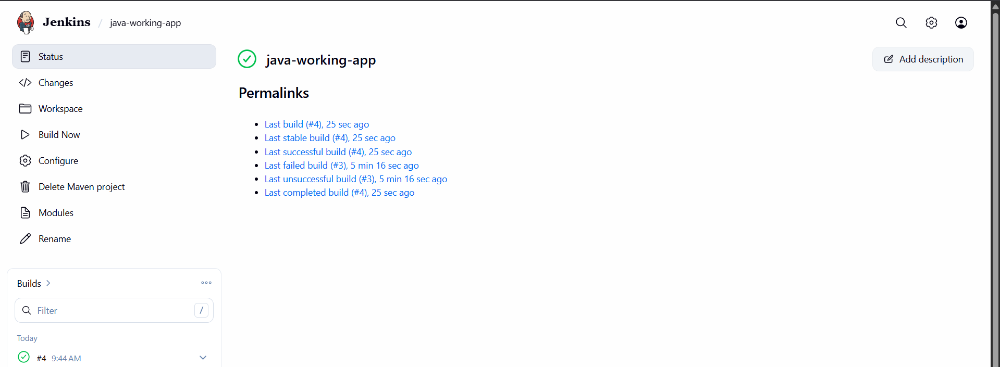 Jenkins / java-working-app
Status
Changes
Workspace
Build Now
Configure
Delete Maven project
Modules
Rename
Builds
Filter /
Today
#4 9:44 AM
java-working-app
Add description
Permalinks
Last build (#4), 25 sec ago
Last stable build (#4), 25 sec ago
Last successful build (#4), 25 sec ago
Last failed build (#3), 5 min 16 sec ago
Last unsuccessful build (#3), 5 min 16 sec ago
Last completed build (#4), 25 sec ago